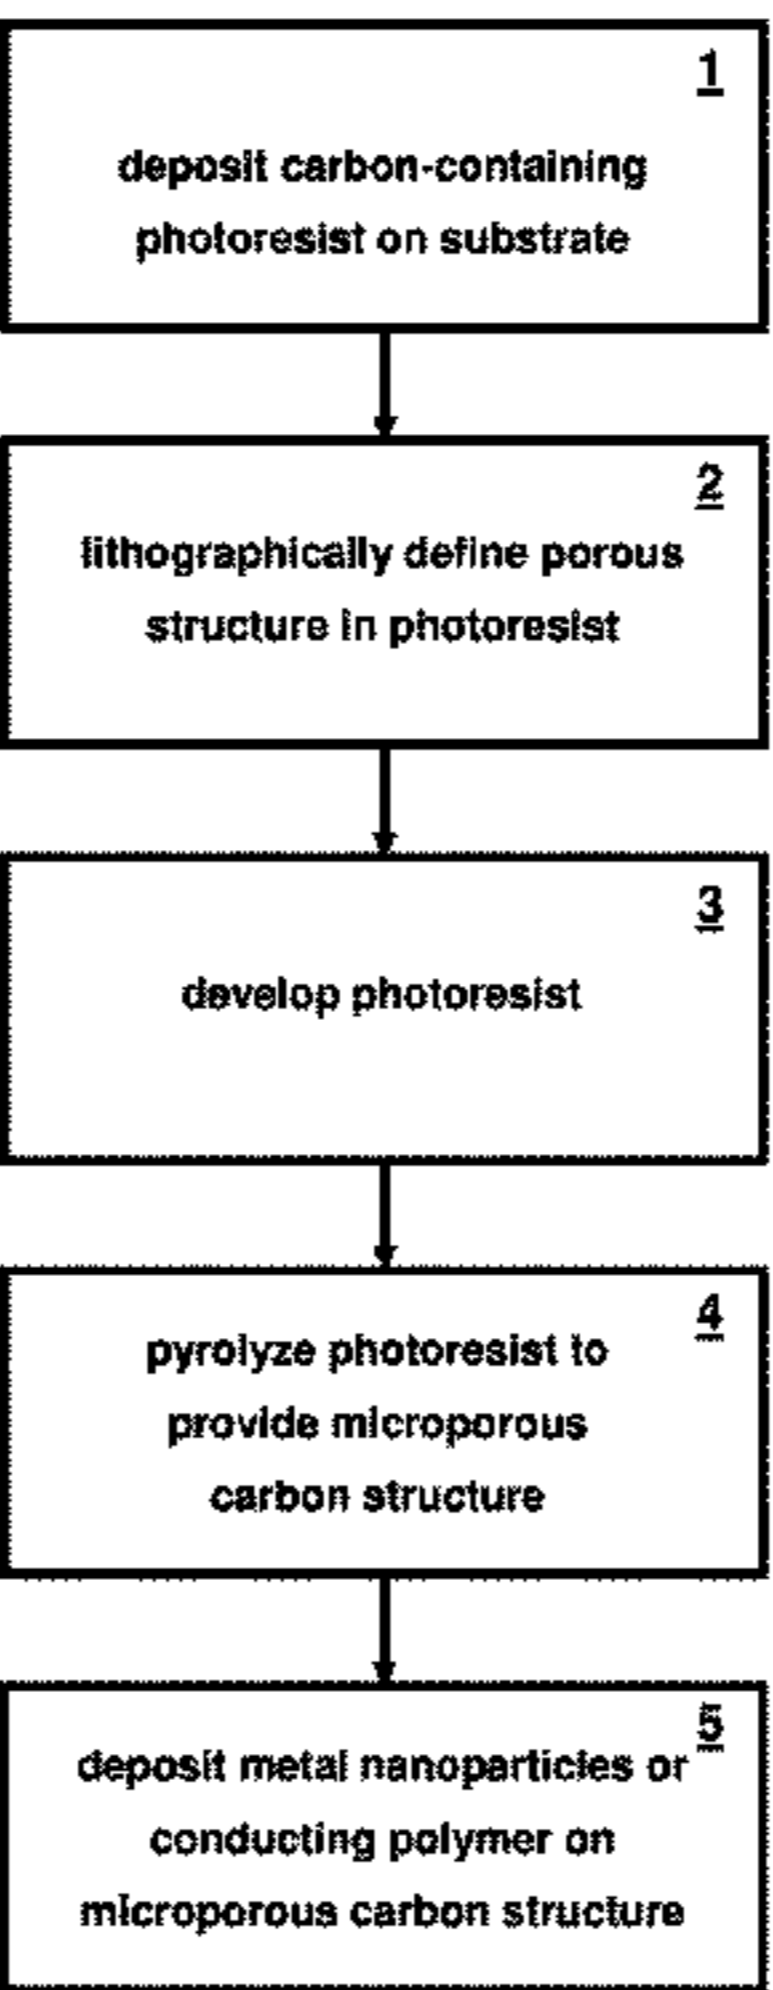 1
deposit carbon-containing
photoresist on substrate
2
lithographically define porous
structure in photoresist
3
develop photoresist
4
pyrolyze photoresist to
provide microporous
carbon structure
5
deposit metal nanoparticles or
conducting polymer on
microporous carbon structure